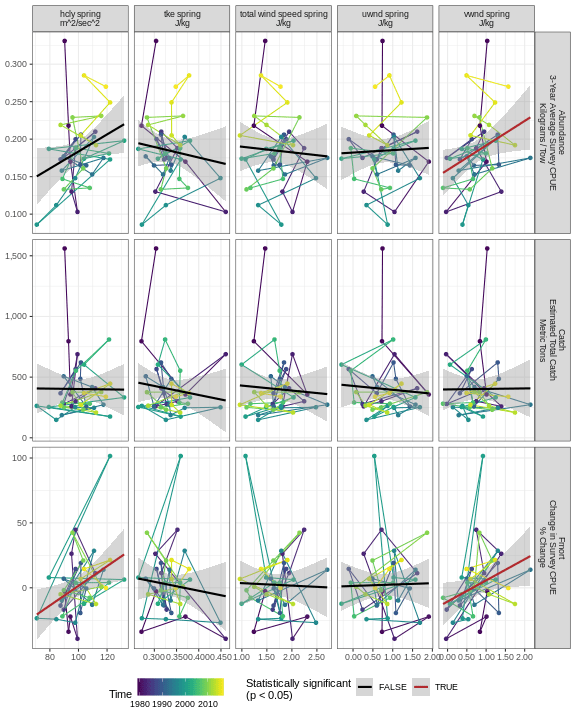 hdly spring
m^2/sec^2
tke spring
J/kg
total wind speed spring
J/kg
uwnd spring
J/kg
vwnd spring
J/kg
0.300
0.250
0.200
0.150
0.100
Abundance
3-Year Average Survey CPUE
Kilograms / Tow
1,500
1,000
500
0
Catch
Estimated Total Catch
Metric Tons
100
50
0
Fmort
Change in Survey CPUE
% Change
80 100 120
0.300 0.350 0.400 0.450
1.00 1.50 2.00 2.50
0.00 0.50 1.00 1.50 2.00
0.00 0.50 1.00 1.50 2.00
Time
1980 1990 2000 2010
Statistically significant
(p < 0.05)
FALSE
TRUE